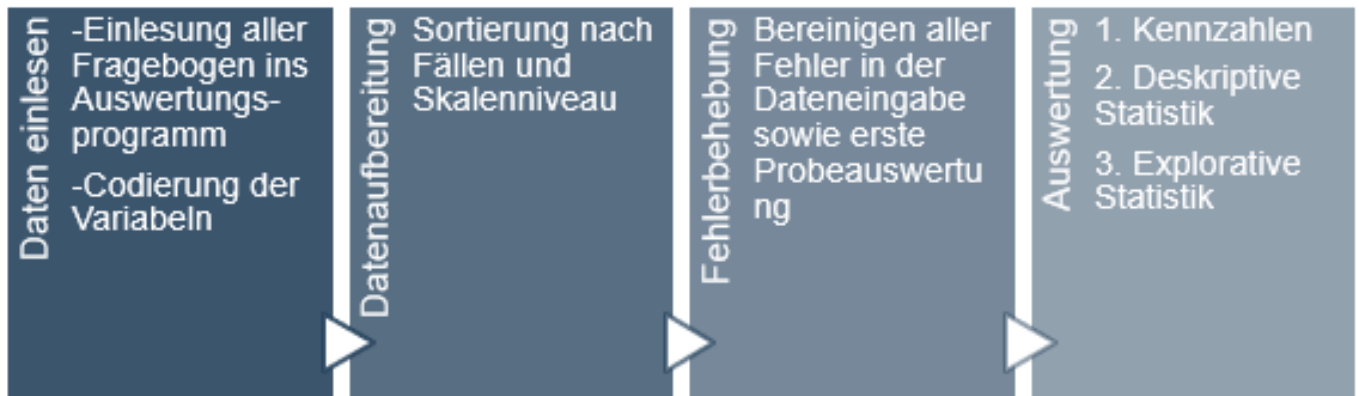 Daten einlesen
-Einlesung aller
Fragebogen ins
Auswertungs-
programm
-Codierung der
Variabeln
Datenaufbereitung
Sortierung nach
Fällen und
Skalenniveau
Fehlerbehebung
Bereinigen aller
Fehler in der
Dateneingabe
sowie erste
Probeauswertu
ng
Auswertung
1. Kennzahlen
2. Deskriptive
Statistik
3. Explorative
Statistik